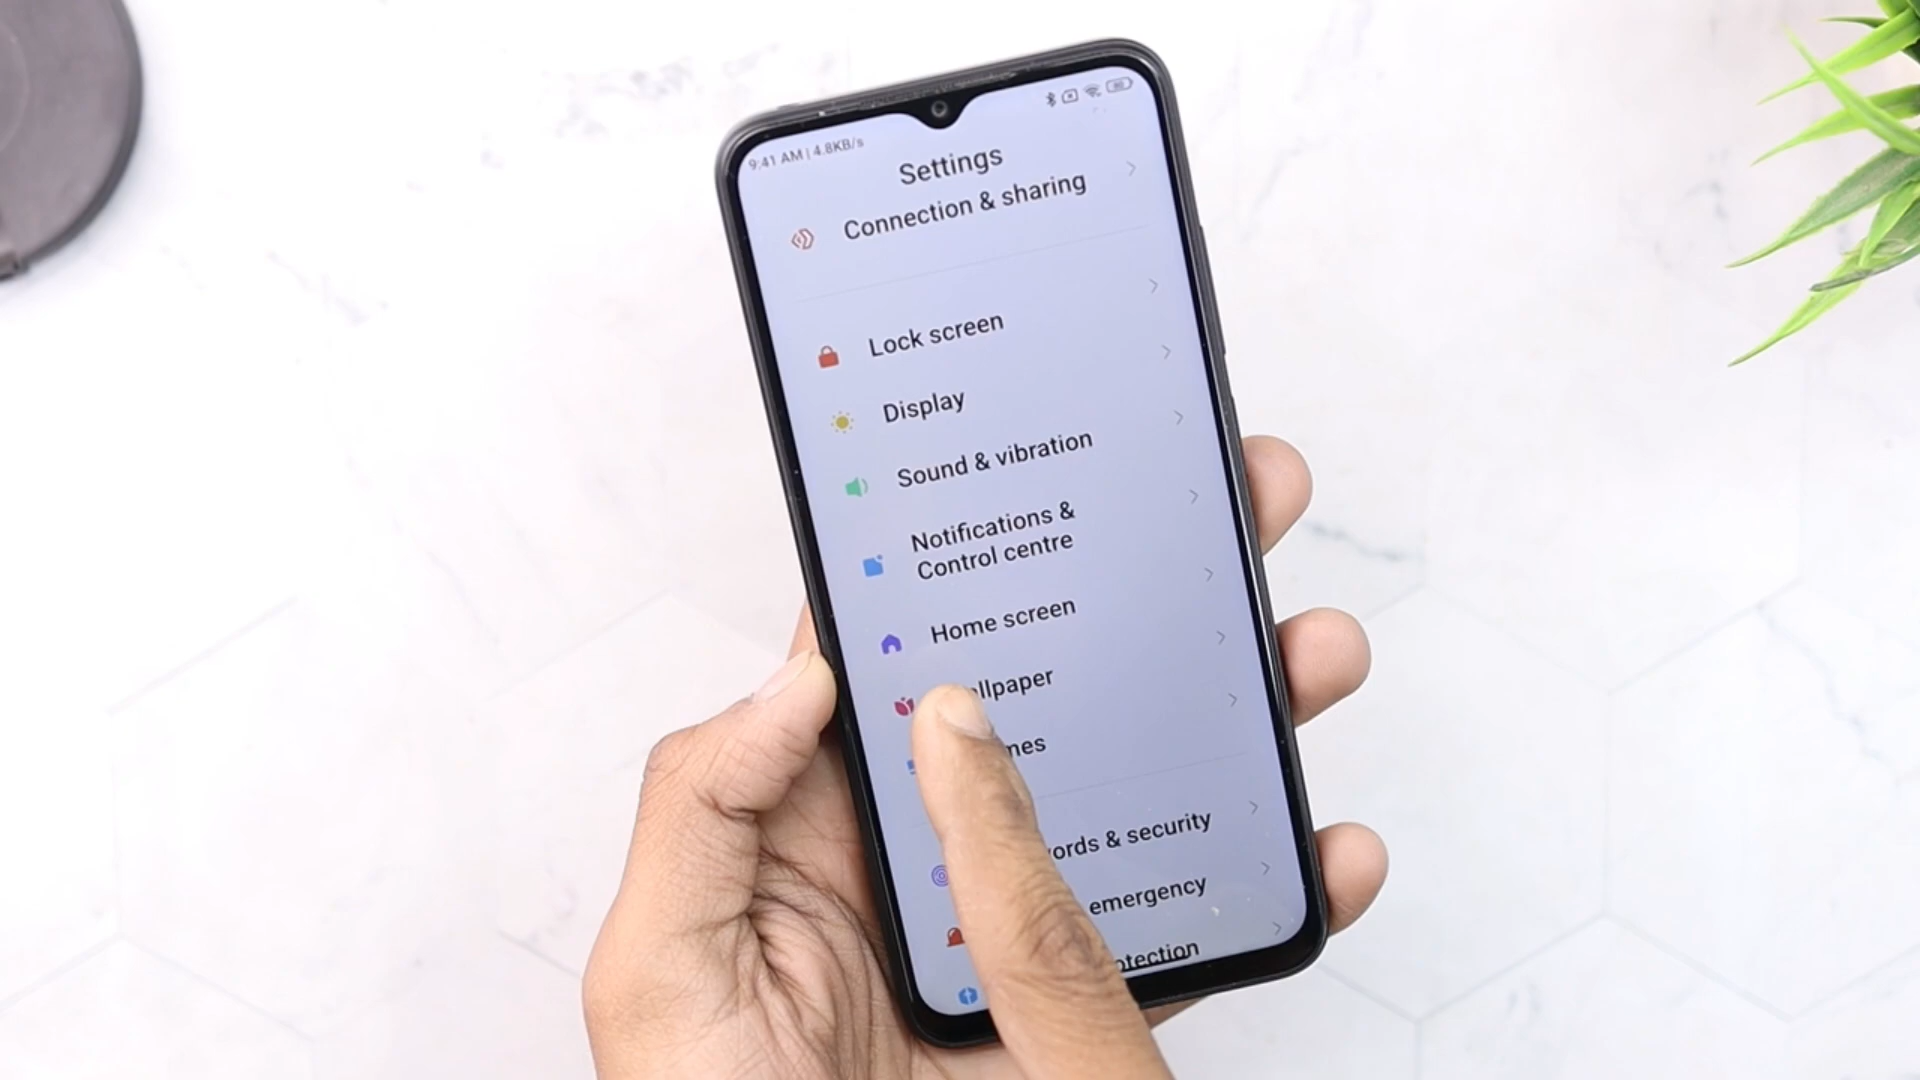 9:41 AM | 4.8KB/s
Settings
Connection & sharing
Lock screen
Display
Sound & vibration
Notifications &
Control centre
Home screen
llpaper
mes
ords & security
emergency
otection